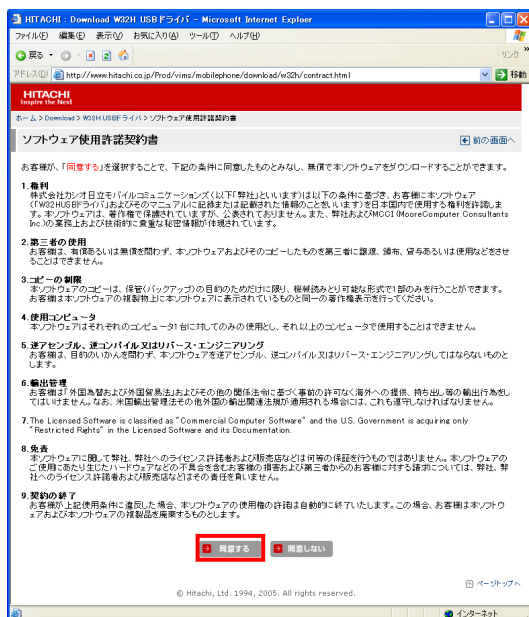 HITACHI : Download W32H USBドライバ - Microsoft Internet Exploer
ファイル(F) 編集(E) 表示(V) お気に入り(A) ツール(T) ヘルプ(H)
戻る
リンク
アドレス(D) http://www.hitachi.co.jp/Prod/vims/mobilephone/download/w32h/contract.html 移動
HITACHI
Inspire the Next
ホーム > Download > W32H USBドライバ > ソフトウェア使用許諾契約書
ソフトウェア使用許諾契約書 前の画面へ
お客様が、「同意する」を選択することで、下記の条件に同意したものとみなし、無償で本ソフトウェアをダウンロードすることができます。
1.権利
株式会社カシオ日立モバイルコミュニケーションズ(以下「弊社」といいます)は以下の条件に基づき、お客様に本ソフトウェア
(「W32HUSBドライバ」およびそのマニュアルに記録または記載された情報のことをいいます)を日本国内で使用する権利を許諾しま
す。本ソフトウェアは、著作権で保護されていますが、公表されておりません。また、弊社およびMCCI (MooreComputer Consultants
Inc.)の業務上および技術的に貴重な秘密情報が体現されています。
2.第三者の使用
お客様は、有償あるいは無償を問わず、本ソフトウェアおよびそのコピーしたものを第三者に譲渡、頒布、貸与あるいは使用などをさせ
ることはできません。
3.コピーの制限
本ソフトウェアのコピーは、保管(バックアップ)の目的のためだけに限り、機械読みとり可能な形式で1部のみを行うことができます。
お客様は本ソフトウェアの複製物上に本ソフトウェアに表示されているものと同一の著作権表示を行ってください。
4.使用コンピュータ
本ソフトウェアはそれぞれのコンピュータ1台に対してのみの使用とし、それ以上のコンピュータで使用することはできません。
5.逆アセンブル、逆コンパイル又はリバース・エンジニアリング
お客様は、目的のいかんを問わず、本ソフトウェアを逆アセンブル、逆コンパイル又はリバース・エンジニアリングしてはならないものと
します。
6.輸出管理
お客様は「外国為替および外国貿易法」およびその他の関係法令に基づく事前の許可なく海外への提供、持ち出し等の輸出行為をし
てはいけません。なお、米国輸出管理法その他外国の輸出関連法規が適用される場合には、これも遵守しなければなりません。
7.The Licensed Software is classified as "Commercial Computer Software" and the U.S. Government is acquiring only
"Restricted Rights" in the Licensed Software and its Documentation.
8.免責
本ソフトウェアに関して弊社、弊社へのライセンス許諾者および販売店などは何等の保証を行うものではありません。本ソフトウェアの
ご使用にあたり生じたハードウェアなどの不具合を含むお客様の損害および第三者からのお客様に対する請求については、弊社、弊
社へのライセンス許諾者および販売店などはその責任を負いません。
9.契約の終了
お客様が上記使用条件に違反した場合、本ソフトウェアの使用権の許諾は自動的に終了いたします。この場合、お客様は本ソフトウ
ェアおよび本ソフトウェアの複製品を廃棄するものとします。
同意する 同意しない
ページトップへ
© Hitachi, Ltd. 1994, 2005. All rights reserved.
インターネット